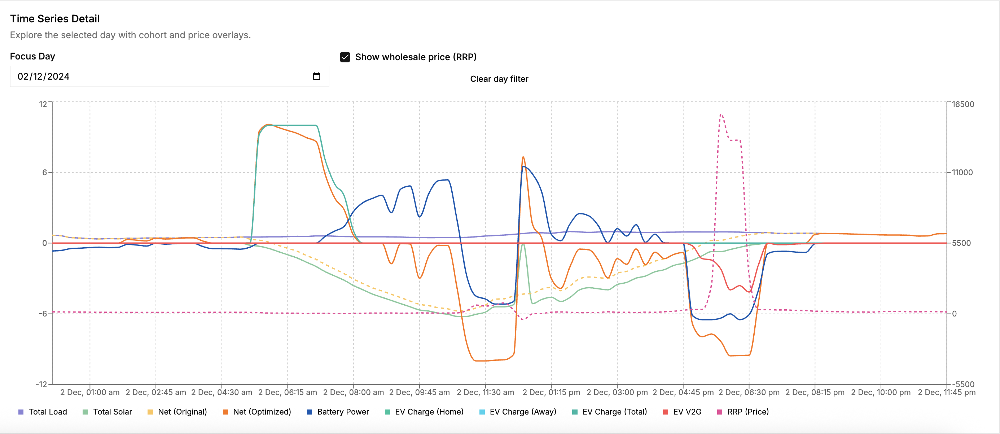 Time Series Detail
Explore the selected day with cohort and price overlays.
Focus Day
Show wholesale price (RRP)
02/12/2024
Clear day filter
12
16500
6
11000
0
5500
-6
0
-12
-5500
2 Dec, 01:00 am 2 Dec, 02:45 am 2 Dec, 04:30 am 2 Dec, 06:15 am 2 Dec, 08:00 am 2 Dec, 09:45 am 2 Dec, 11:30 am 2 Dec, 01:15 pm 2 Dec, 03:00 pm 2 Dec, 04:45 pm 2 Dec, 06:30 pm 2 Dec, 08:15 pm 2 Dec, 10:00 pm 2 Dec, 11:45 pm
Total Load Total Solar Net (Original) Net (Optimized) Battery Power EV Charge (Home) EV Charge (Away) EV Charge (Total) EV V2G RRP (Price)